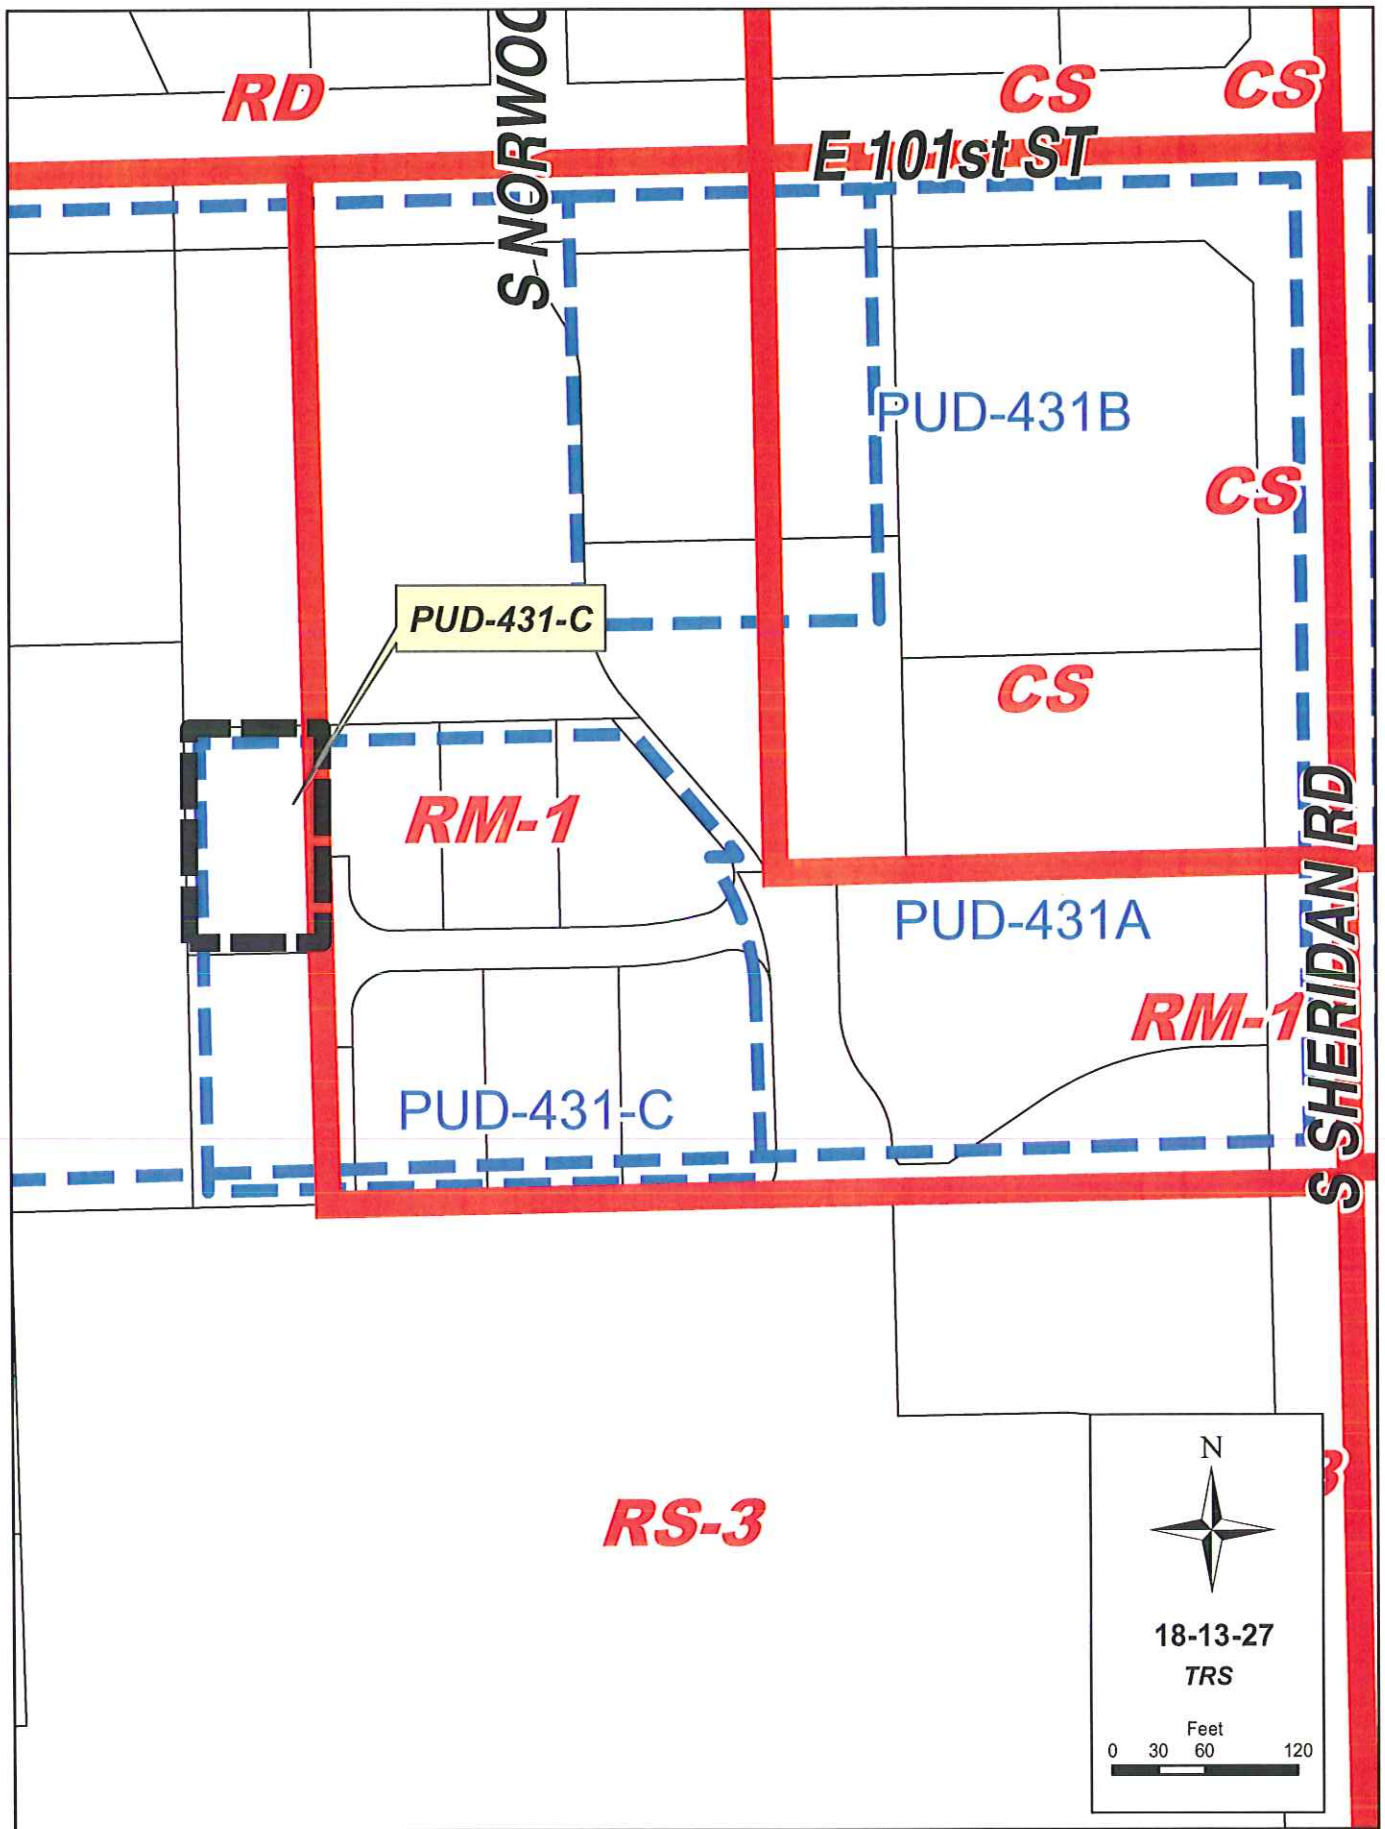 S NORWOO
RD
CS
CS
E 101st ST
PUD-431B
CS
PUD-431-C
CS
RM-1
S SHERIDAN RD
PUD-431A
RM-1
PUD-431-C
N
3
RS-3
18-13-27
TRS
Feet
0 30 60 120